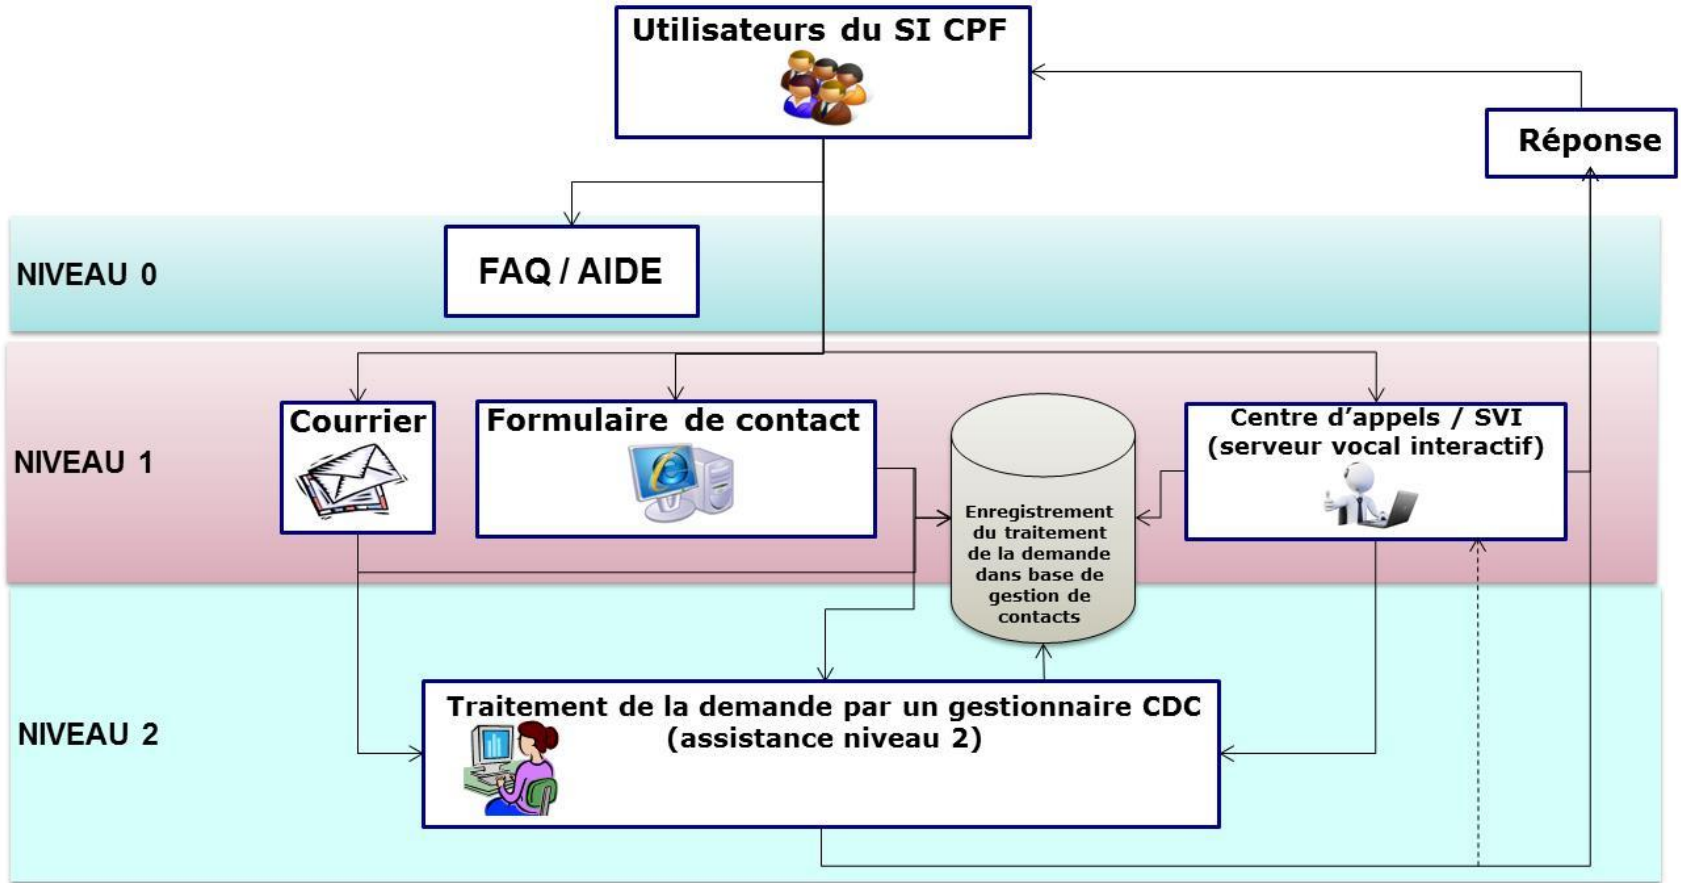 Utilisateurs du SI CPF
Réponse
NIVEAU 0
FAQ / AIDE
NIVEAU 1
Courrier
Formulaire de contact
Enregistrement
du traitement
de la demande
dans base de
gestion de
contacts
Centre d’appels / SVI
(serveur vocal interactif)
NIVEAU 2
Traitement de la demande par un gestionnaire CDC
(assistance niveau 2)